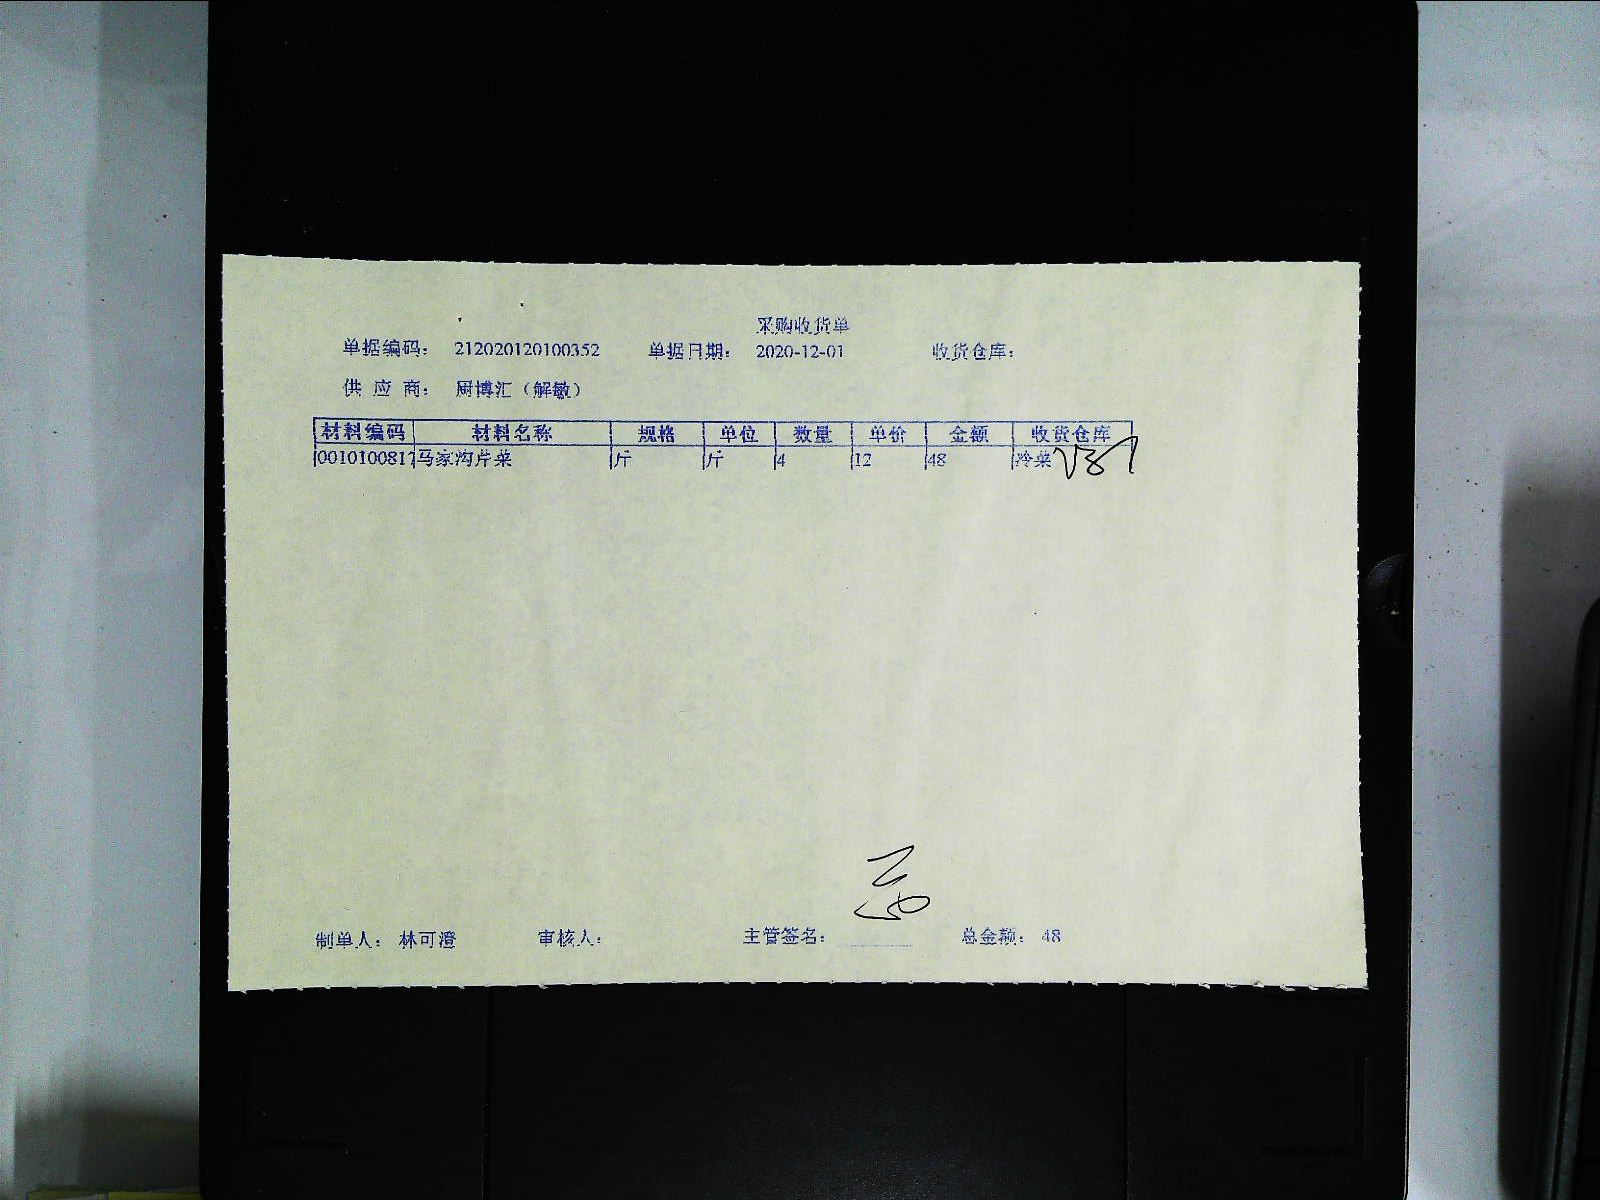 采购收货单
单据编码: 212020120100352 单据日期: 2020-12-01 收货仓库:
供 应 商: 厨博汇（解敏）
材料编码 材料名称 规格 单位 数量 单价 金额 收货仓库
0010100817 马家沟芹菜 斤 斤 4 12 48 冷菜
制单人: 林可澄 审核人: 主管签名: 总金额: 48